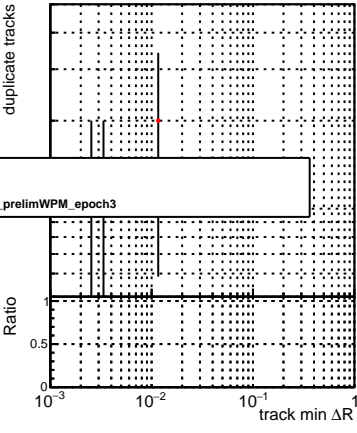 duplicate tracks
_prelimWPM_epoch3
Ratio
1
0.5
0
10⁻³ 10⁻² 10⁻¹ 1
track min ΔR